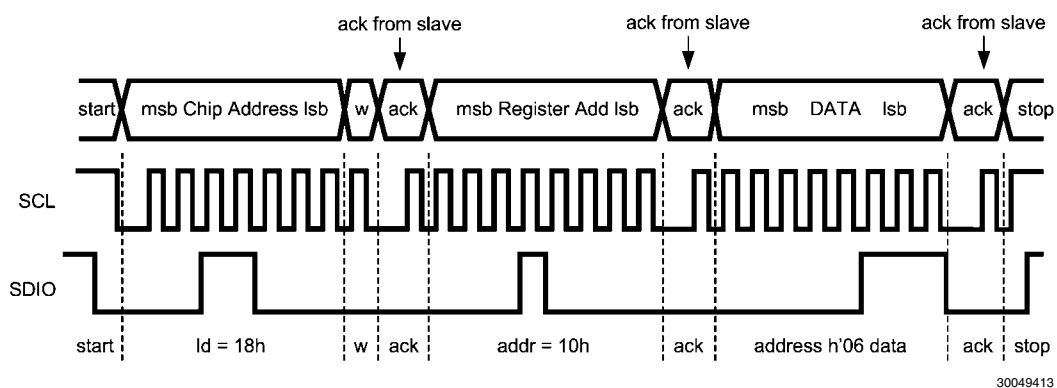 ack from slave ack from slave ack from slave
start msb Chip Address lsb w ack msb Register Add lsb ack msb DATA lsb ack stop
SCL
SDIO
start Id = 18h w ack addr = 10h ack address h'06 data ack stop
30049413